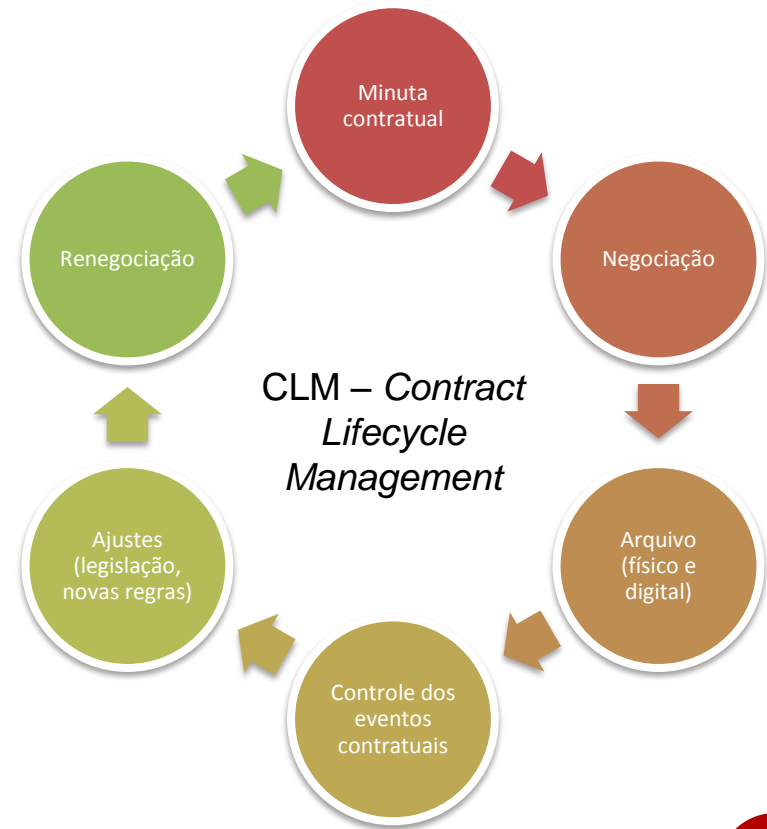 Minuta
contratual
Negociação
Arquivo
(físico e
digital)
Controle dos
eventos
contratuais
Ajustes
(legislação,
novas regras)
Renegociação
CLM – Contract
Lifecycle
Management